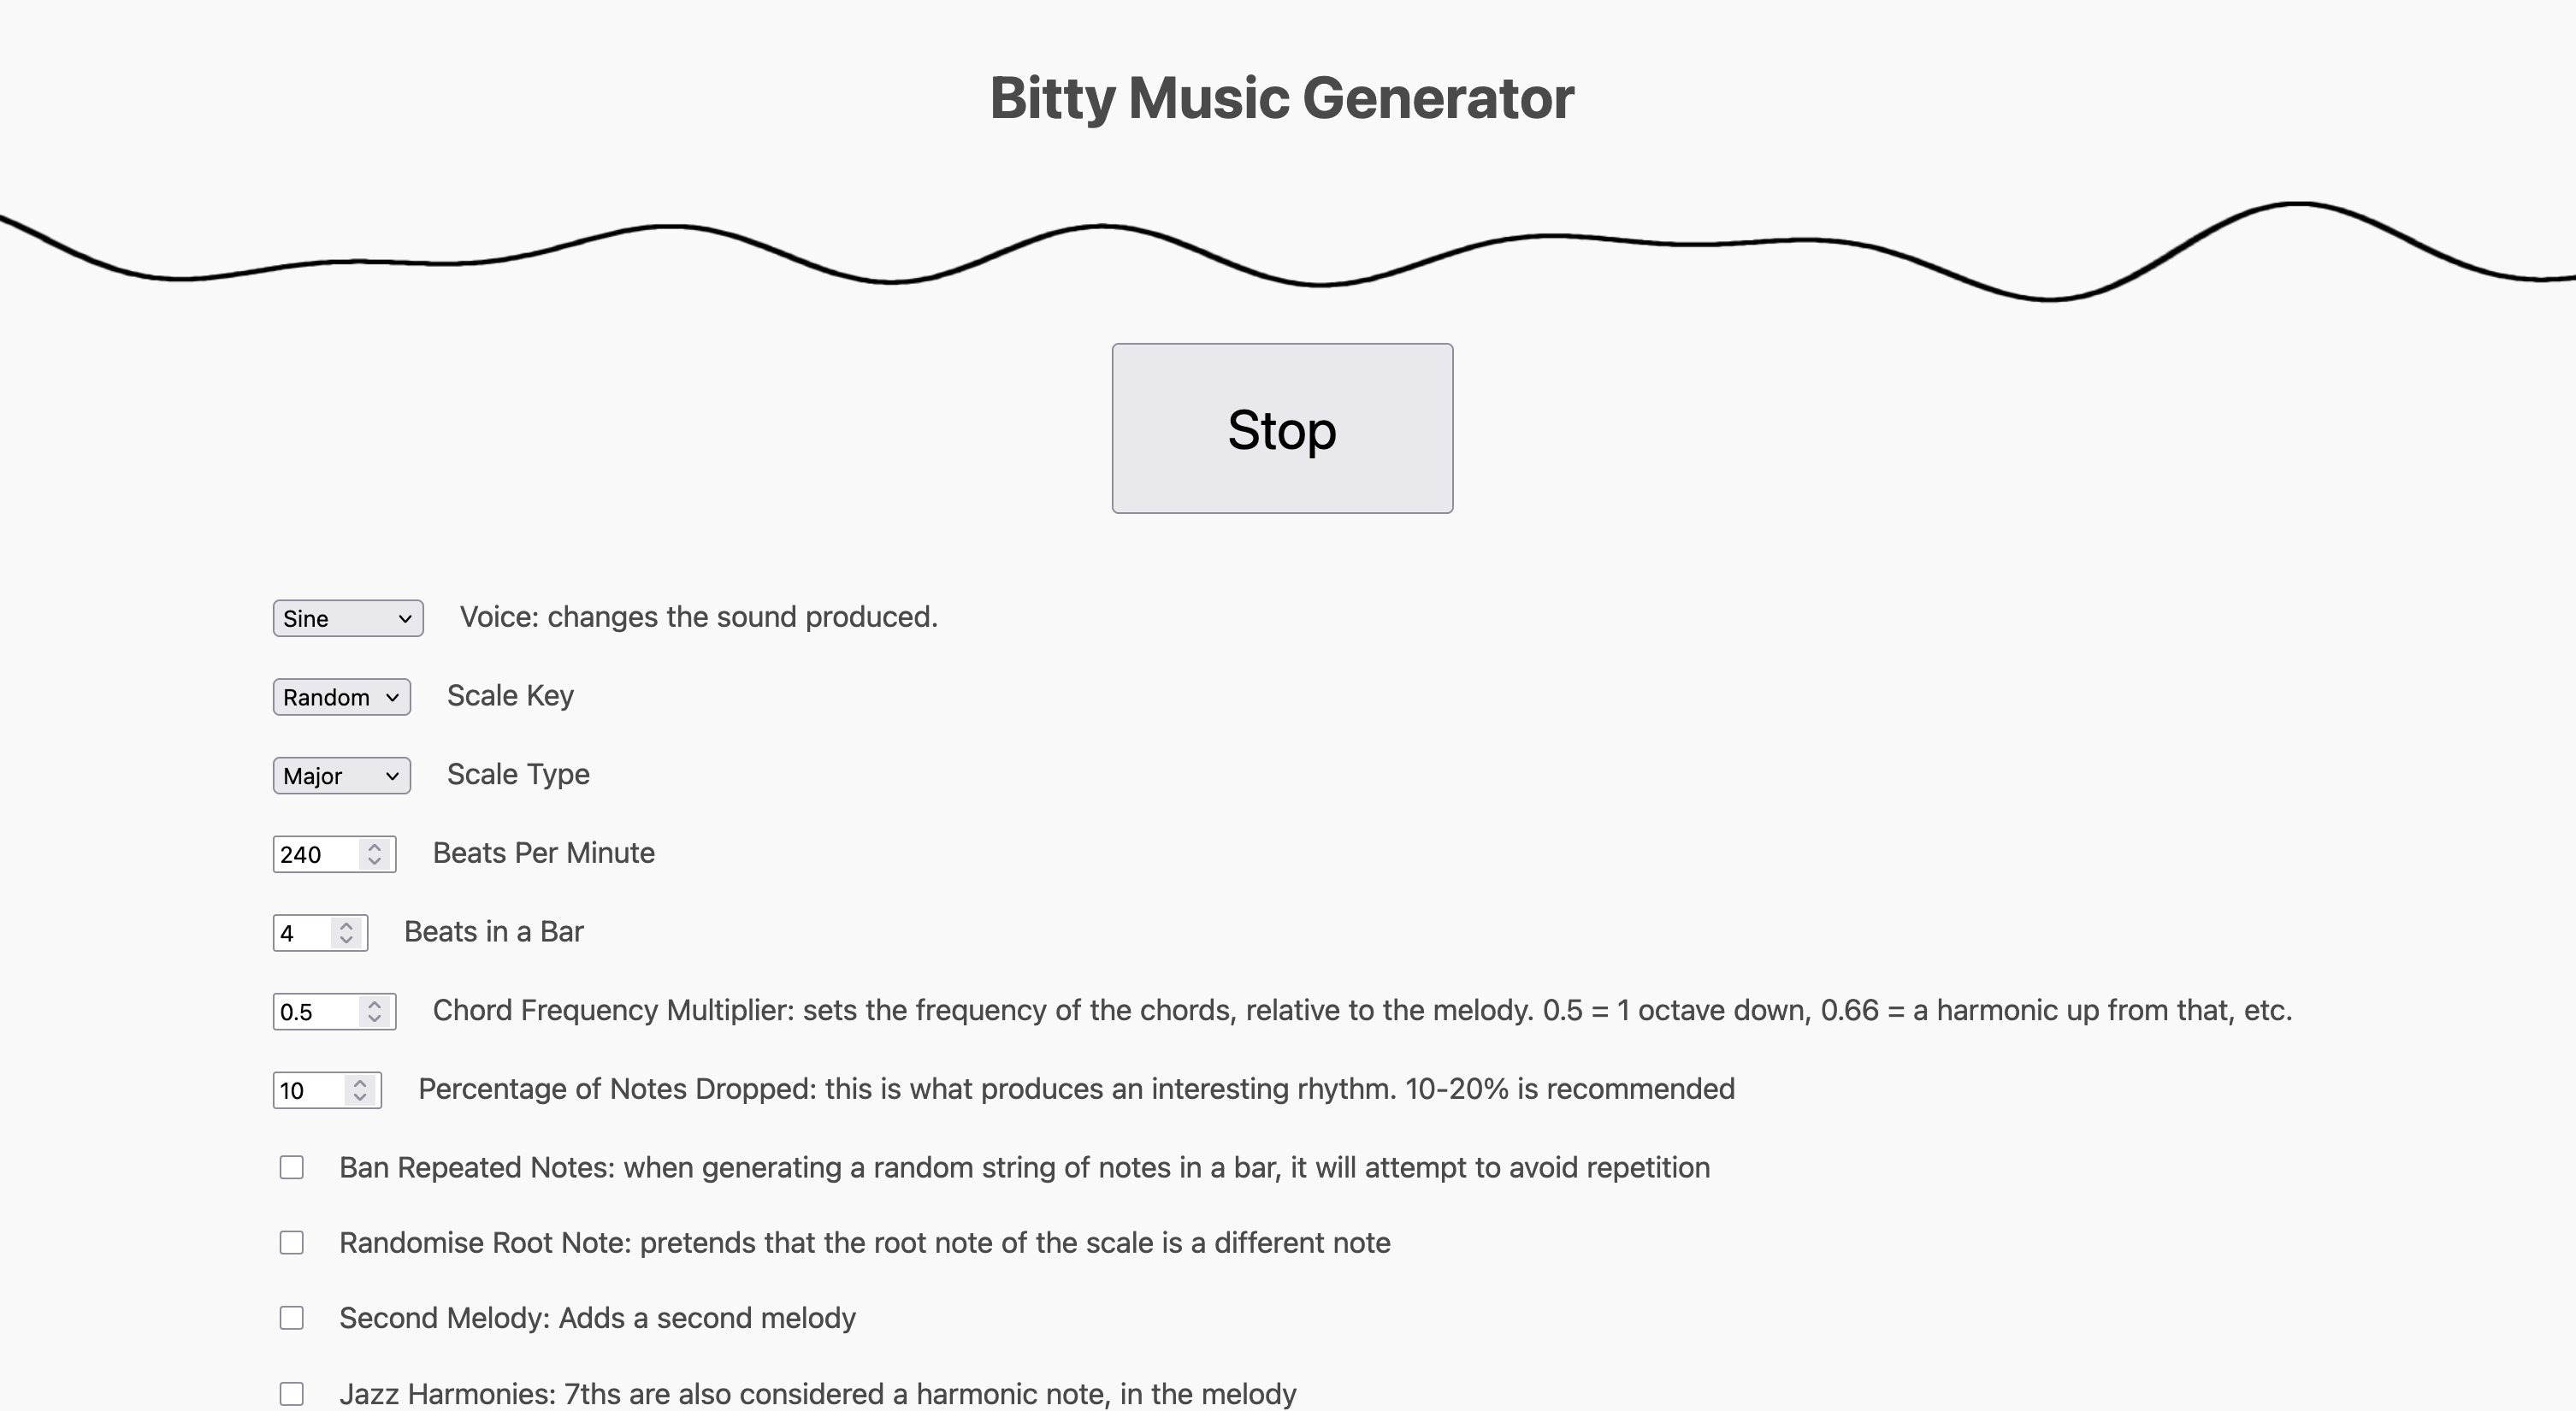 Bitty Music Generator
Stop
Sine Voice: changes the sound produced.
Random Scale Key
Major Scale Type
240 Beats Per Minute
4 Beats in a Bar
0.5 Chord Frequency Multiplier: sets the frequency of the chords, relative to the melody. 0.5 = 1 octave down, 0.66 = a harmonic up from that, etc.
10 Percentage of Notes Dropped: this is what produces an interesting rhythm. 10-20% is recommended
Ban Repeated Notes: when generating a random string of notes in a bar, it will attempt to avoid repetition
Randomise Root Note: pretends that the root note of the scale is a different note
Second Melody: Adds a second melody
Jazz Harmonies: 7ths are also considered a harmonic note, in the melody